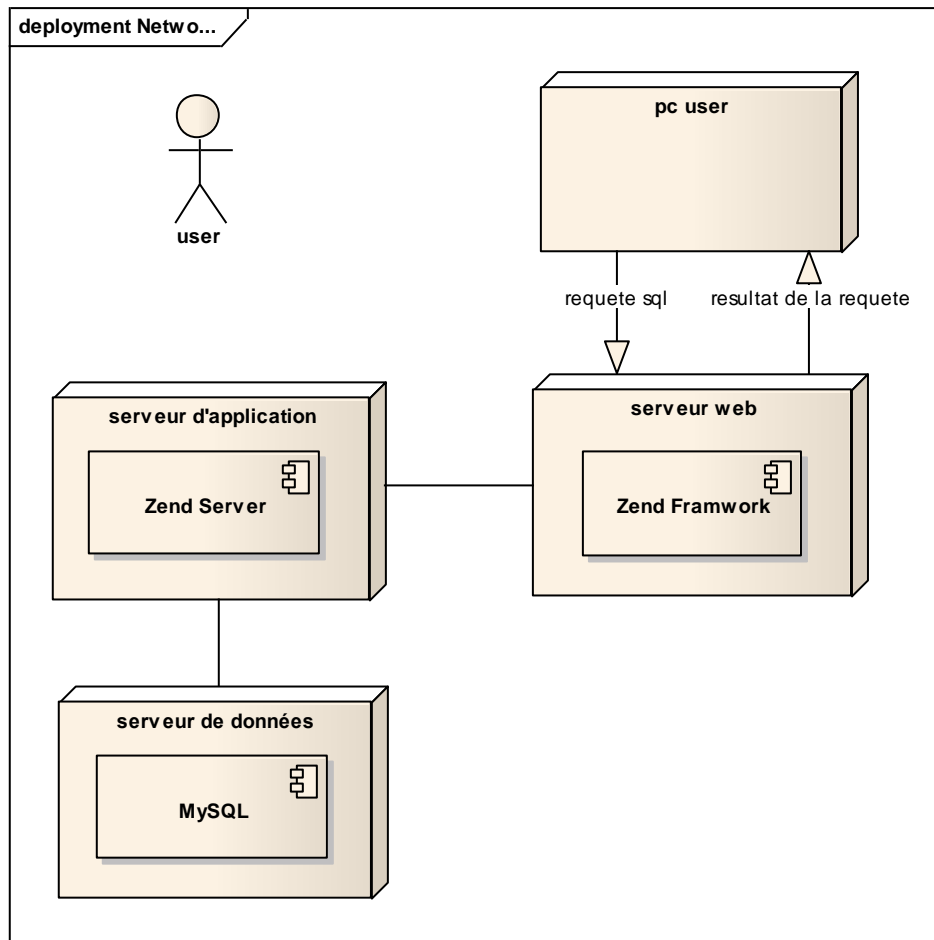 deployment Netwo...
pc user
user
requete sql
resultat de la requete
serveur d'application
serveur web
Zend Server
Zend Framwork
serveur de données
MySQL